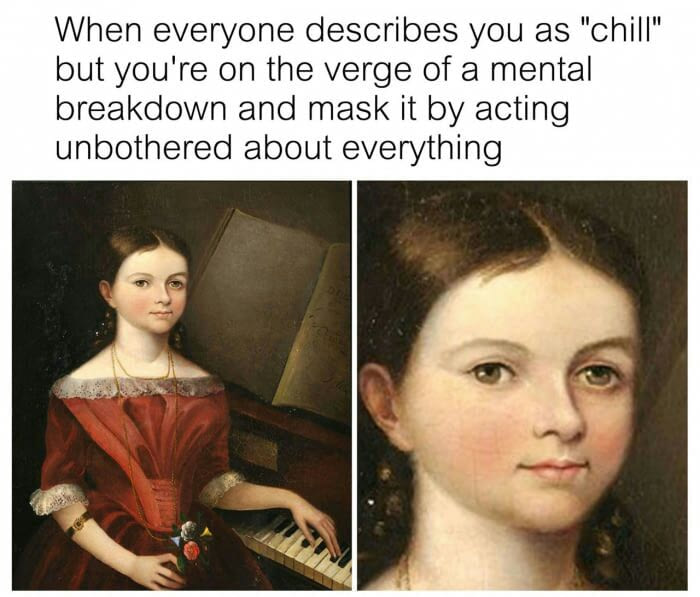 When everyone describes you as "chill"
but you're on the verge of a mental
breakdown and mask it by acting
unbothered about everything